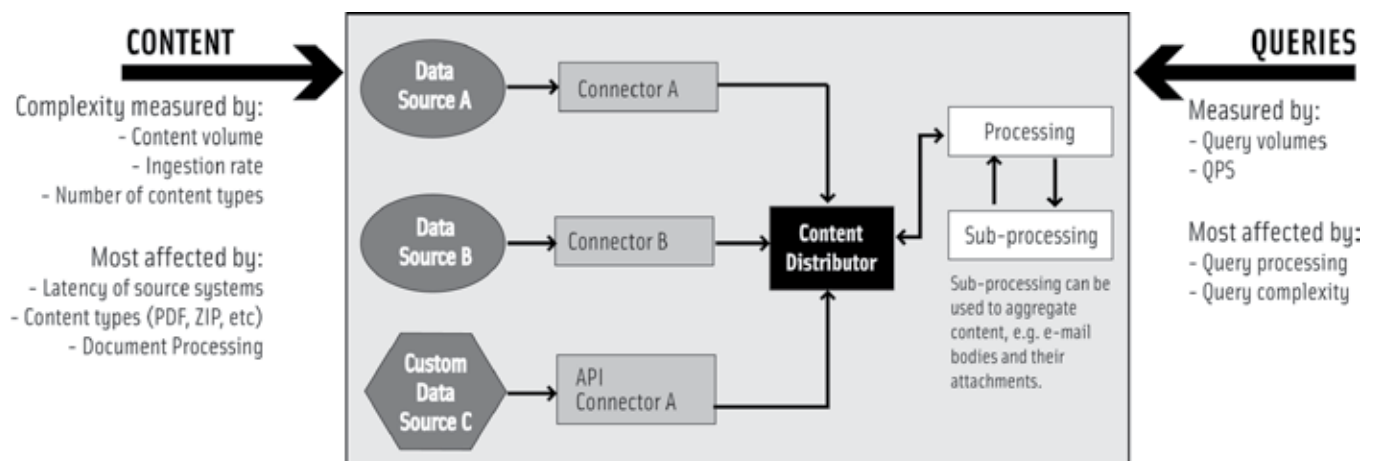 CONTENT
Complexity measured by:
- Content volume
- Ingestion rate
- Number of content types
Most affected by:
- Latency of source systems
- Content types (PDF, ZIP, etc)
- Document Processing
Data
Source A
Connector A
Data
Source B
Connector B
Custom
Data
Source C
API
Connector A
Content
Distributor
Processing
Sub-processing
Sub-processing can be
used to aggregate
content, e.g. e-mail
bodies and their
attachments.
QUERIES
Measured by:
- Query volumes
- QPS
Most affected by:
- Query processing
- Query complexity